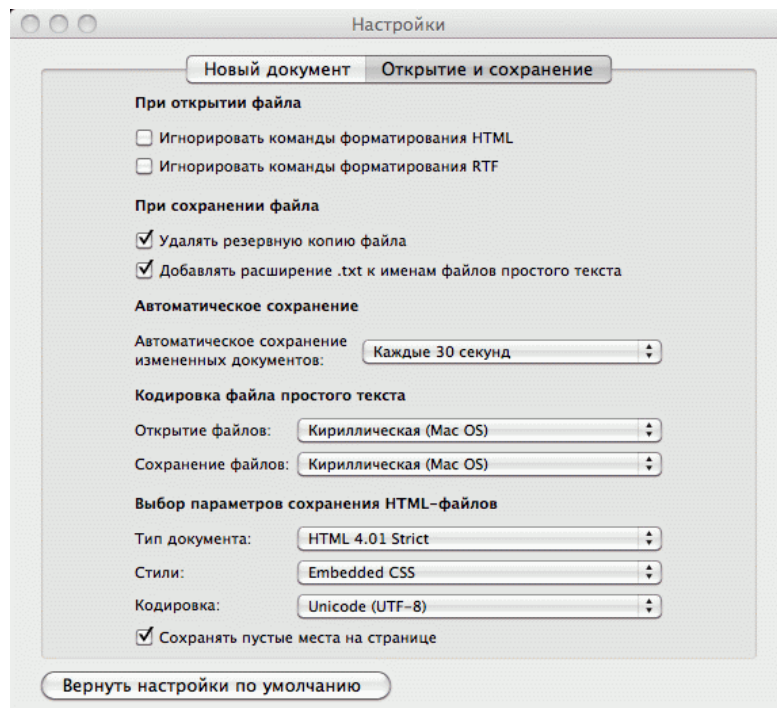 Настройки
Новый документ Открытие и сохранение
При открытии файла
Игнорировать команды форматирования HTML
Игнорировать команды форматирования RTF
При сохранении файла
Удалять резервную копию файла
Добавлять расширение .txt к именам файлов простого текста
Автоматическое сохранение
Автоматическое сохранение
измененных документов: Каждые 30 секунд
Кодировка файла простого текста
Открытие файлов: Кириллическая (Mac OS)
Сохранение файлов: Кириллическая (Mac OS)
Выбор параметров сохранения HTML-файлов
Тип документа: HTML 4.01 Strict
Стили: Embedded CSS
Кодировка: Unicode (UTF-8)
Сохранять пустые места на странице
Вернуть настройки по умолчанию